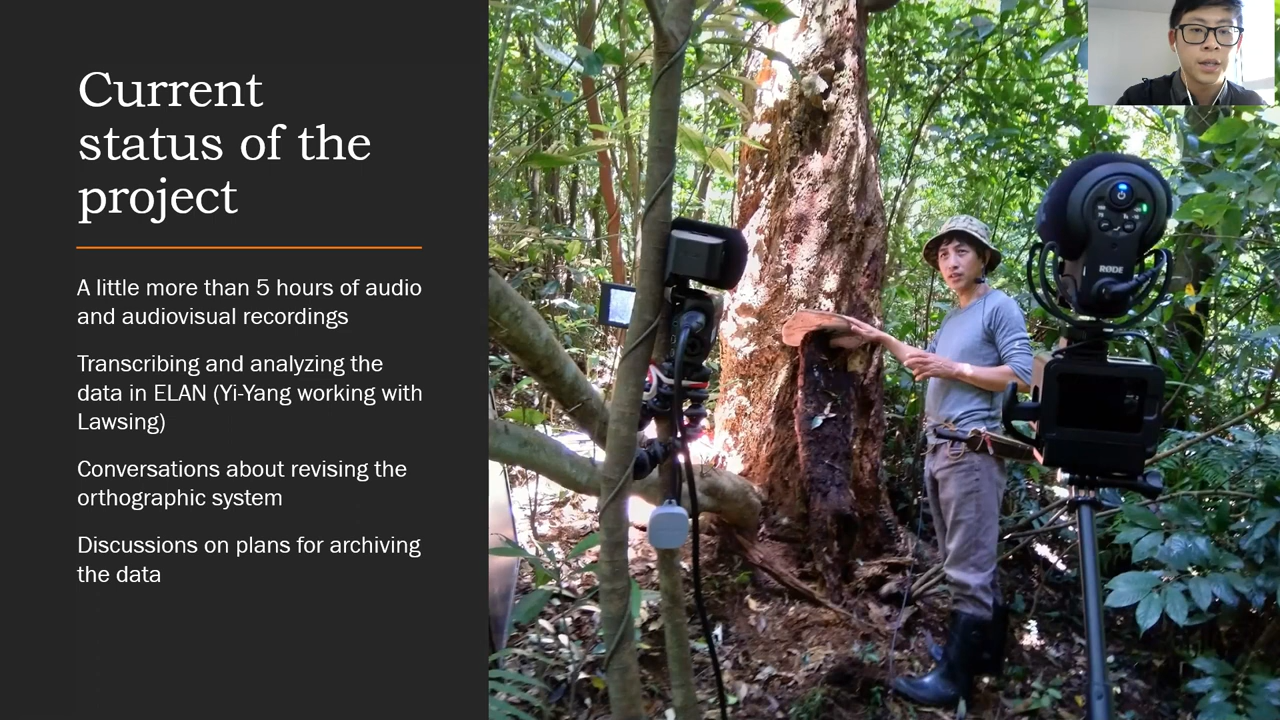 Current
status of the
project
A little more than 5 hours of audio
and audiovisual recordings
Transcribing and analyzing the
data in ELAN (Yi-Yang working with
Lawsing)
Conversations about revising the
orthographic system
Discussions on plans for archiving
the data
RØDE